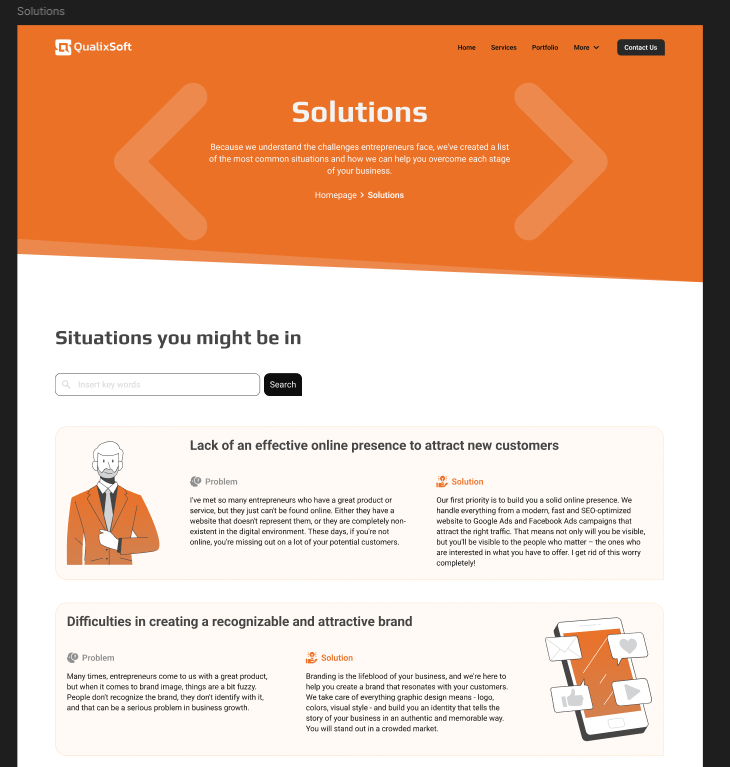 Solutions
QualixSoft
Home Services Portfolio More Contact Us
Solutions
Because we understand the challenges entrepreneurs face, we've created a list
of the most common situations and how we can help you overcome each stage
of your business.
Homepage > Solutions
Situations you might be in
Insert key words
Search
Lack of an effective online presence to attract new customers
Problem
I've met so many entrepreneurs who have a great product or
service, but they just can't be found online. Either they have a
website that doesn't represent them, or they are completely non-
existent in the digital environment. These days, if you're not
online, you're missing out on a lot of your potential customers.
Solution
Our first priority is to build you a solid online presence. We
handle everything from a modern, fast and SEO-optimized
website to Google Ads and Facebook Ads campaigns that
attract the right traffic. That means not only will you be visible,
but you'll be visible to the people who matter – the ones who
are interested in what you have to offer. I get rid of this worry
completely!
Difficulties in creating a recognizable and attractive brand
Problem
Many times, entrepreneurs come to us with a great product,
but when it comes to brand image, things are a bit fuzzy.
People don't recognize the brand, they don't identify with it,
and that can be a serious problem in business growth.
Solution
Branding is the lifeblood of your business, and we're here to
help you create a brand that resonates with your customers.
We take care of everything graphic design means - logo,
colors, visual style - and build you an identity that tells the
story of your business in an authentic and memorable way.
You will stand out in a crowded market.